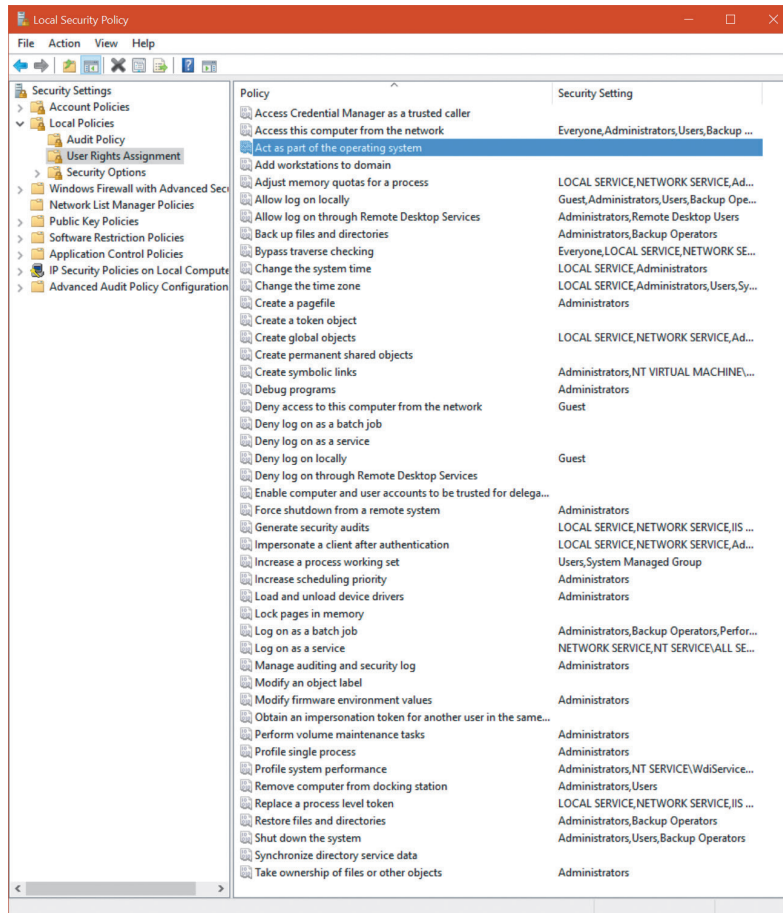 Local Security Policy
File Action View Help
Security Settings
Account Policies
Local Policies
Audit Policy
User Rights Assignment
Security Options
Windows Firewall with Advanced Secu
Network List Manager Policies
Public Key Policies
Software Restriction Policies
Application Control Policies
IP Security Policies on Local Compute
Advanced Audit Policy Configuration
Policy Security Setting
Access Credential Manager as a trusted caller
Access this computer from the network Everyone,Administrators,Users,Backup ...
Act as part of the operating system
Add workstations to domain
Adjust memory quotas for a process LOCAL SERVICE,NETWORK SERVICE,Ad...
Allow log on locally Guest,Administrators,Users,Backup Ope...
Allow log on through Remote Desktop Services Administrators,Remote Desktop Users
Back up files and directories Administrators,Backup Operators
Bypass traverse checking Everyone,LOCAL SERVICE,NETWORK SE...
Change the system time LOCAL SERVICE,Administrators
Change the time zone LOCAL SERVICE,Administrators,Users,Sy...
Create a pagefile Administrators
Create a token object
Create global objects LOCAL SERVICE,NETWORK SERVICE,Ad...
Create permanent shared objects
Create symbolic links Administrators,NT VIRTUAL MACHINE\...
Debug programs Administrators
Deny access to this computer from the network Guest
Deny log on as a batch job
Deny log on as a service
Deny log on locally Guest
Deny log on through Remote Desktop Services
Enable computer and user accounts to be trusted for delega...
Force shutdown from a remote system Administrators
Generate security audits LOCAL SERVICE,NETWORK SERVICE,IIS ...
Impersonate a client after authentication LOCAL SERVICE,NETWORK SERVICE,Ad...
Increase a process working set Users,System Managed Group
Increase scheduling priority Administrators
Load and unload device drivers Administrators
Lock pages in memory
Log on as a batch job Administrators,Backup Operators,Perfor...
Log on as a service NETWORK SERVICE,NT SERVICE\ALL SE...
Manage auditing and security log Administrators
Modify an object label
Modify firmware environment values Administrators
Obtain an impersonation token for another user in the same...
Perform volume maintenance tasks Administrators
Profile single process Administrators
Profile system performance Administrators,NT SERVICE\WdiService...
Remove computer from docking station Administrators,Users
Replace a process level token LOCAL SERVICE,NETWORK SERVICE,IIS ...
Restore files and directories Administrators,Backup Operators
Shut down the system Administrators,Users,Backup Operators
Synchronize directory service data
Take ownership of files or other objects Administrators